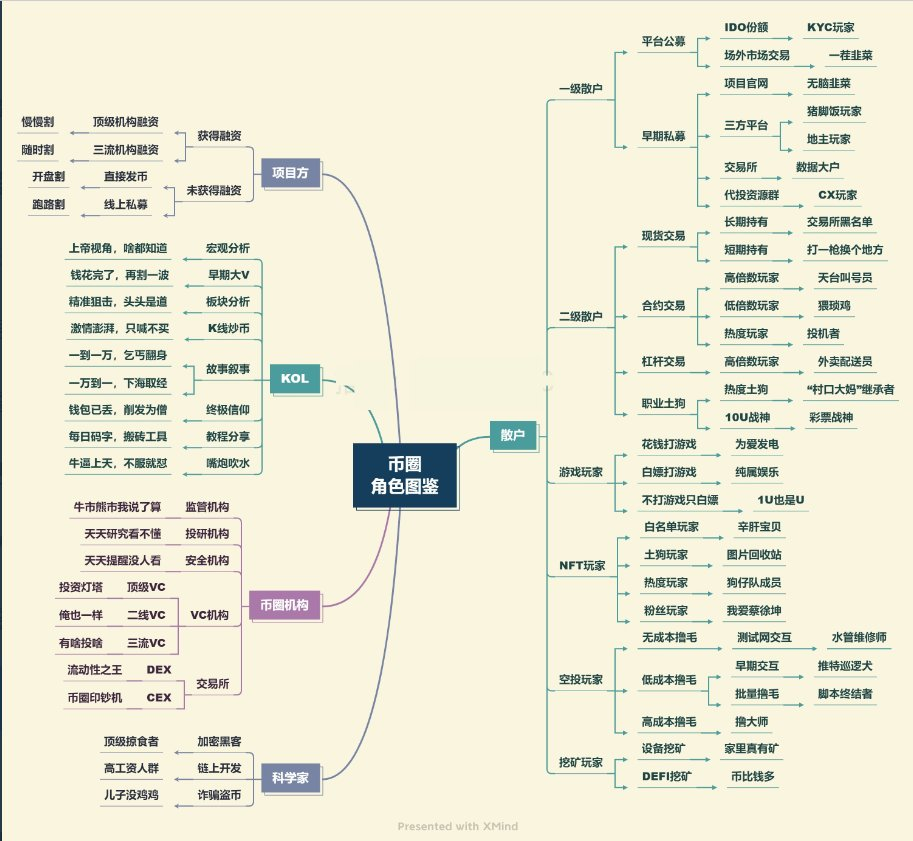 币圈
角色图鉴
项目方
获得融资
顶级机构融资
慢慢割
三流机构融资
随时割
未获得融资
直接发币
开盘割
线上私募
跑路割
KOL
宏观分析
上帝视角，啥都知道
早期大V
钱花完了，再割一波
板块分析
精准狙击，头头是道
K线炒币
激情澎湃，只喊不买
故事叙事
一到一万，乞丐翻身
一万到一，下海取经
终极信仰
钱包已丢，削发为僧
教程分享
每日码字，搬砖工具
嘴炮吹水
牛逼上天，不服就怼
币圈机构
监管机构
牛市熊市我说了算
投研机构
天天研究看不懂
安全机构
天天提醒没人看
VC机构
顶级VC
投资灯塔
二线VC
俺也一样
三流VC
有啥投啥
交易所
DEX
流动性之王
CEX
币圈印钞机
科学家
加密黑客
顶级掠食者
链上开发
高工资人群
诈骗盗币
儿子没鸡鸡
散户
一级散户
平台公募
IDO份额
KYC玩家
场外市场交易
一茬韭菜
早期私募
项目官网
无脑韭菜
三方平台
猪脚饭玩家
地主玩家
交易所
数据大户
代投资源群
CX玩家
二级散户
现货交易
长期持有
交易所黑名单
短期持有
打一枪换个地方
合约交易
高倍数玩家
天台叫号员
低倍数玩家
猥琐鸡
热度玩家
投机者
杠杆交易
高倍数玩家
外卖配送员
职业土狗
热度土狗
“村口大妈”继承者
10U战神
彩票战神
游戏玩家
花钱打游戏
为爱发电
白嫖打游戏
纯属娱乐
不打游戏只白嫖
1U也是U
NFT玩家
白名单玩家
辛肝宝贝
土狗玩家
图片回收站
热度玩家
狗仔队成员
粉丝玩家
我爱蔡徐坤
空投玩家
无成本撸毛
测试网交互
水管维修师
低成本撸毛
早期交互
推特巡逻犬
批量撸毛
脚本终结者
高成本撸毛
撸大师
挖矿玩家
设备挖矿
家里真有矿
DEFI挖矿
币比钱多
Presented with XMind